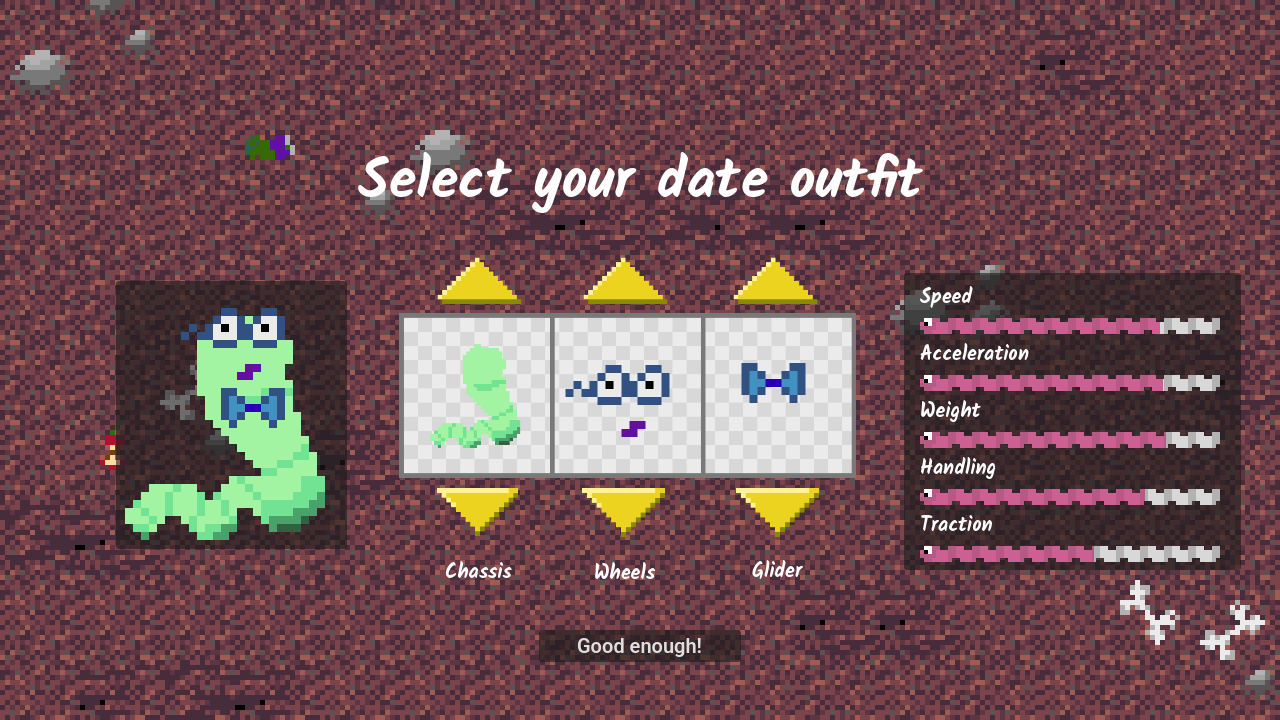 Select your date outfit
Speed
Acceleration
Weight
Handling
Traction
Chassis
Wheels
Glider
Good enough!